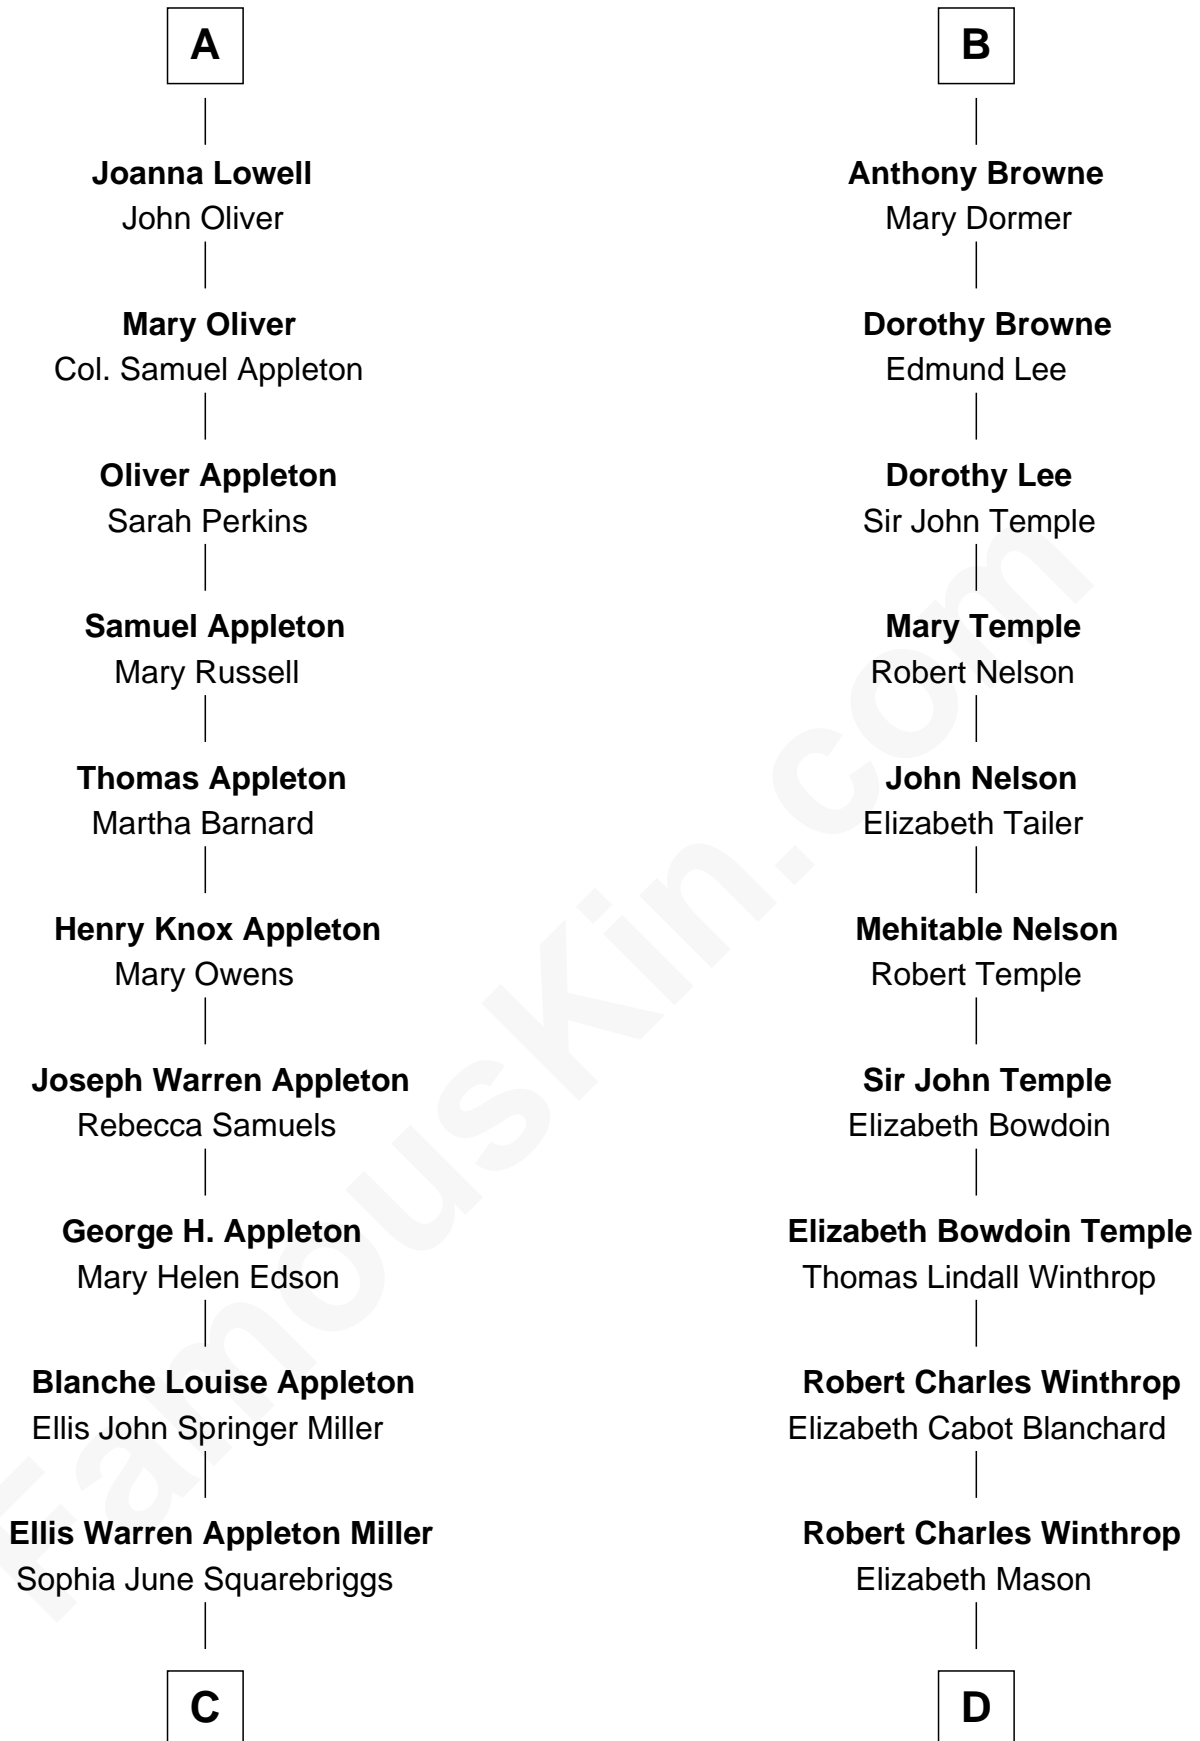 A
Joanna Lowell
John Oliver
Mary Oliver
Col. Samuel Appleton
Oliver Appleton
Sarah Perkins
Samuel Appleton
Mary Russell
Thomas Appleton
Martha Barnard
Henry Knox Appleton
Mary Owens
Joseph Warren Appleton
Rebecca Samuels
George H. Appleton
Mary Helen Edson
Blanche Louise Appleton
Ellis John Springer Miller
Ellis Warren Appleton Miller
Sophia June Squarebriggs
C
B
Anthony Browne
Mary Dormer
Dorothy Browne
Edmund Lee
Dorothy Lee
Sir John Temple
Mary Temple
Robert Nelson
John Nelson
Elizabeth Tailer
Mehitable Nelson
Robert Temple
Sir John Temple
Elizabeth Bowdoin
Elizabeth Bowdoin Temple
Thomas Lindall Winthrop
Robert Charles Winthrop
Elizabeth Cabot Blanchard
Robert Charles Winthrop
Elizabeth Mason
D
FamousKin.com